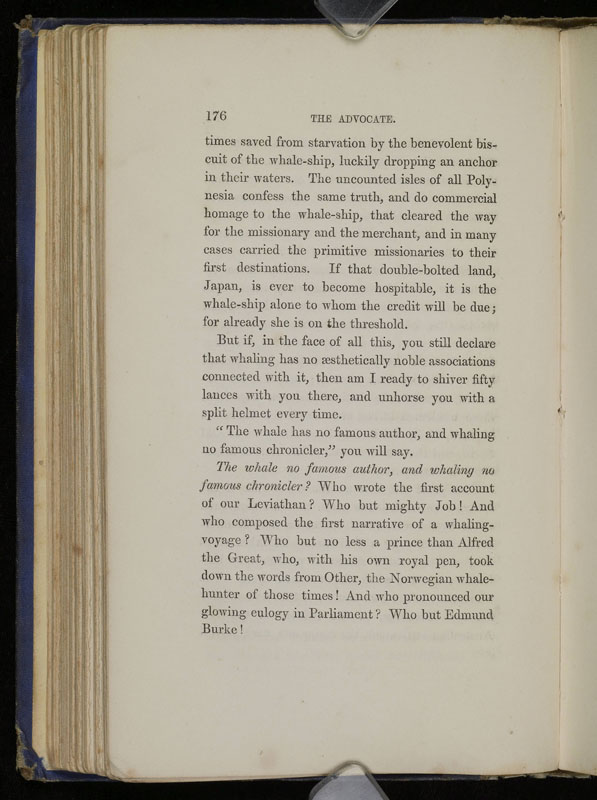 176 THE ADVOCATE.
times saved from starvation by the benevolent bis-
cuit of the whale-ship, luckily dropping an anchor
in their waters. The uncounted isles of all Poly-
nesia confess the same truth, and do commercial
homage to the whale-ship, that cleared the way
for the missionary and the merchant, and in many
cases carried the primitive missionaries to their
first destinations. If that double-bolted land,
Japan, is ever to become hospitable, it is the
whale-ship alone to whom the credit will be due;
for already she is on the threshold.
But if, in the face of all this, you still declare
that whaling has no æsthetically noble associations
connected with it, then am I ready to shiver fifty
lances with you there, and unhorse you with a
split helmet every time.
“ The whale has no famous author, and whaling
no famous chronicler,” you will say.
The whale no famous author, and whaling no
famous chronicler? Who wrote the first account
of our Leviathan? Who but mighty Job! And
who composed the first narrative of a whaling-
voyage? Who but no less a prince than Alfred
the Great, who, with his own royal pen, took
down the words from Other, the Norwegian whale-
hunter of those times! And who pronounced our
glowing eulogy in Parliament? Who but Edmund
Burke!